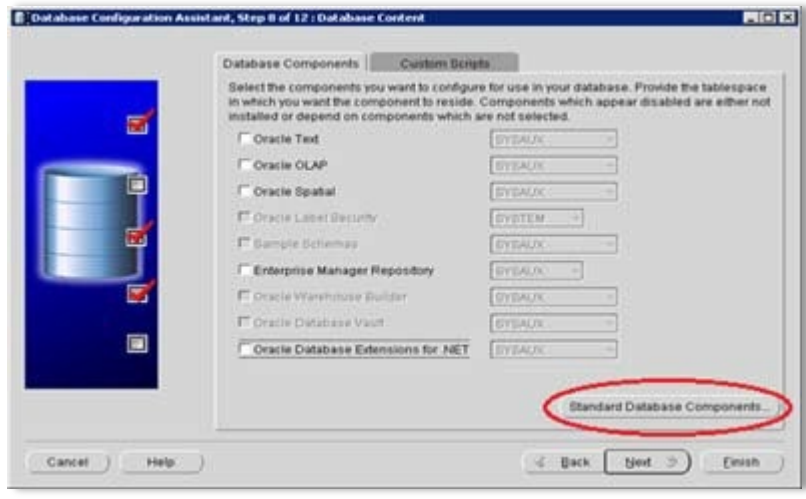 Database Configuration Assistant, Step 8 of 12 : Database Content
Database Components
Custom Scripts
Select the components you want to configure for use in your database. Provide the tablespace
in which you want the component to reside. Components which appear disabled are either not
installed or depend on components which are not selected.
Oracle Text SYSAUX
Oracle OLAP SYSAUX
Oracle Spatial SYSAUX
Oracle Label Security SYSTEM
Sample Schemas SYSAUX
Enterprise Manager Repository SYSAUX
Oracle Warehouse Builder SYSAUX
Oracle Database Vault SYSAUX
Oracle Database Extensions for .NET SYSAUX
Standard Database Components...
Cancel Help Back Next Finish